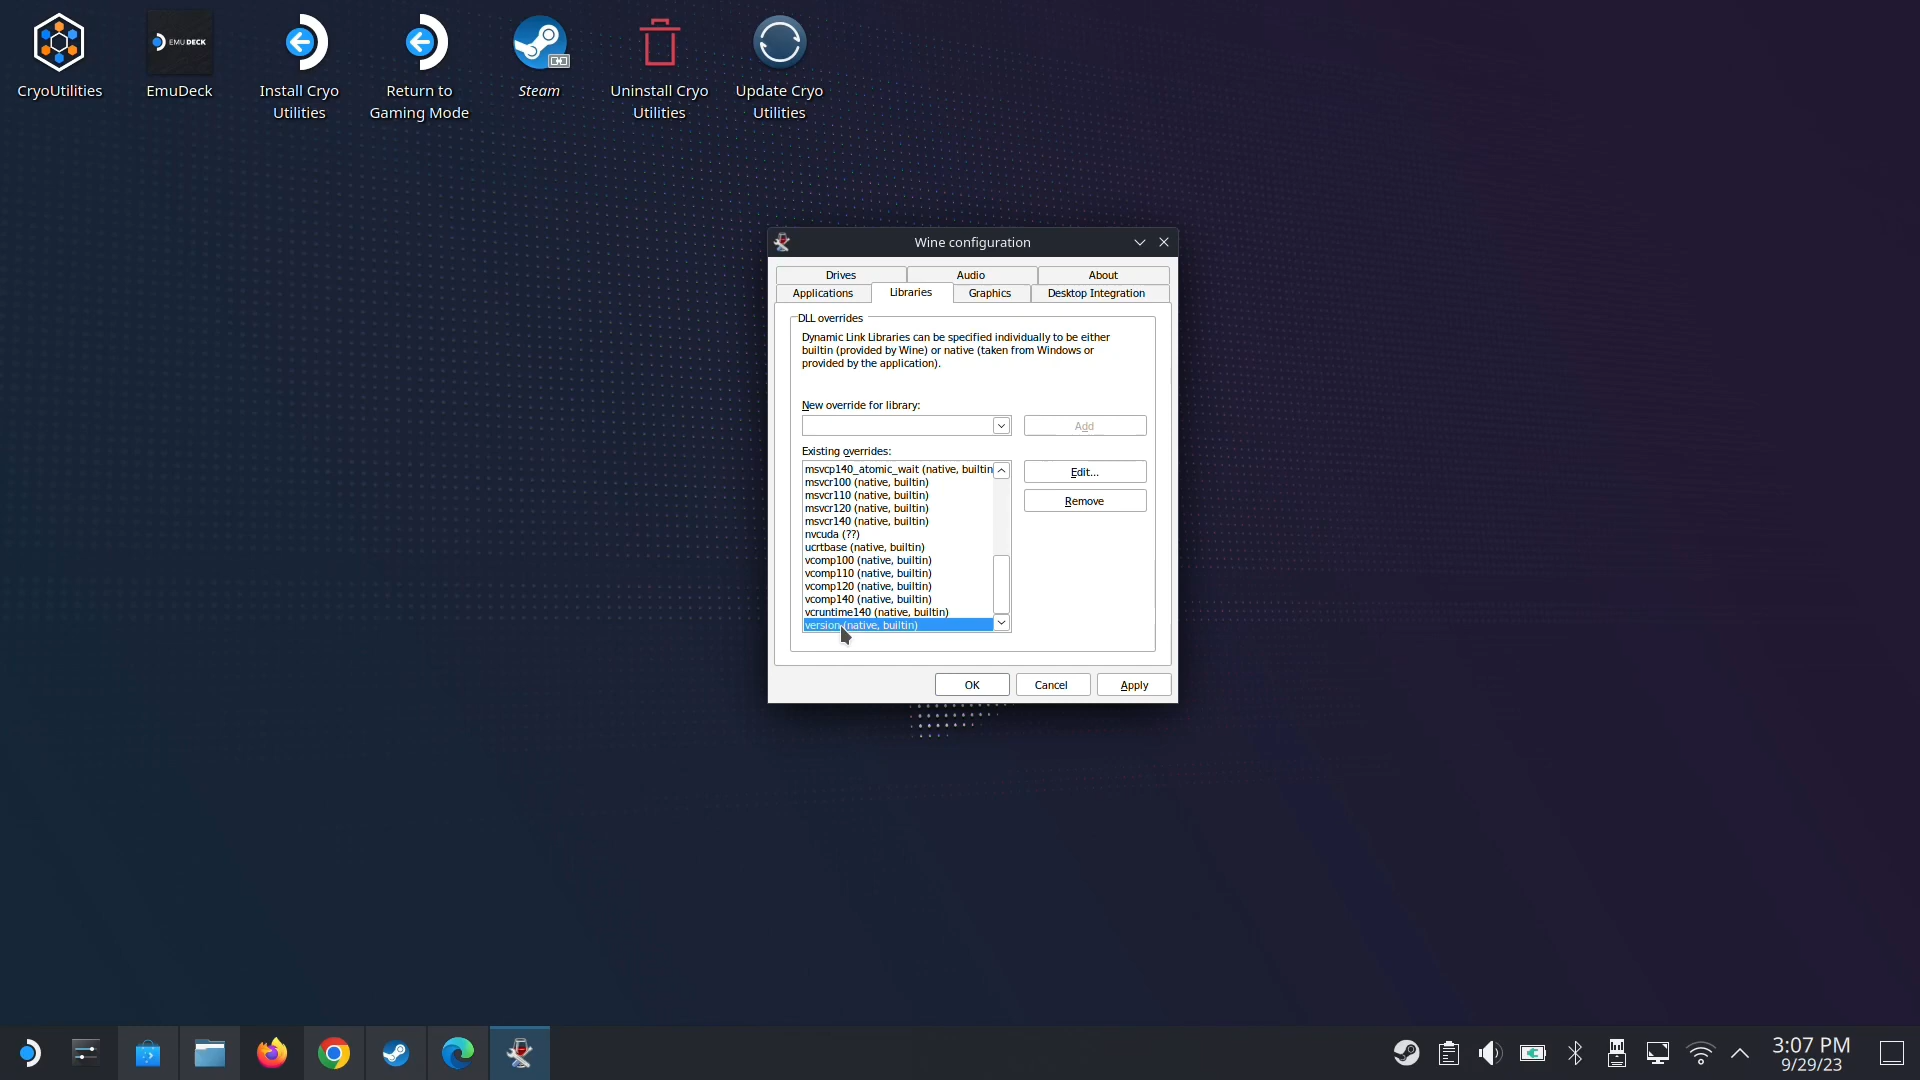 EMUDECK
CryoUtilities
EmuDeck
Install Cryo
Utilities
Return to
Gaming Mode
Steam
Uninstall Cryo
Utilities
Update Cryo
Utilities
Wine configuration
Drives
Audio
About
Applications
Libraries
Graphics
Desktop Integration
DLL overrides
Dynamic Link Libraries can be specified individually to be either
builtin (provided by Wine) or native (taken from Windows or
provided by the application).
New override for library:
Add
Existing overrides:
msvcp140_atomic_wait (native, builtin
msvcr100 (native, builtin)
msvcr110 (native, builtin)
msvcr120 (native, builtin)
msvcr140 (native, builtin)
nvcuda (??)
ucrtbase (native, builtin)
vcomp100 (native, builtin)
vcomp110 (native, builtin)
vcomp120 (native, builtin)
vcomp140 (native, builtin)
vcruntime140 (native, builtin)
version (native, builtin)
Edit...
Remove
OK
Cancel
Apply
3:07 PM
9/29/23